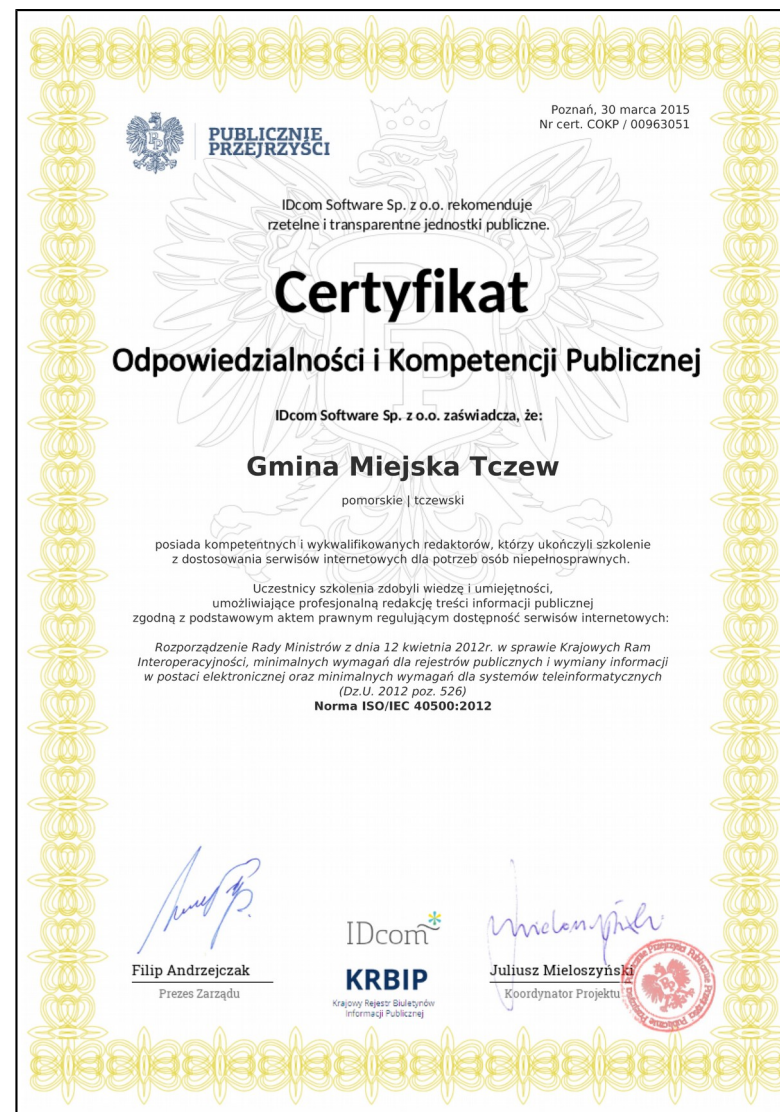 Poznań, 30 marca 2015
Nr cert. COKP / 00963051
PUBLICZNIE
PRZEJRZYŚCI
IDcom Software Sp. z o.o. rekomenduje
rzetelne i transparentne jednostki publiczne.
Certyfikat
Odpowiedzialności i Kompetencji Publicznej
IDcom Software Sp. z o.o. zaświadcza, że:
Gmina Miejska Tczew
pomorskie | tczewski
posiada kompetentnych i wykwalifikowanych redaktorów, którzy ukończyli szkolenie
z dostosowania serwisów internetowych dla potrzeb osób niepełnosprawnych.
Uczestnicy szkolenia zdobyli wiedzę i umiejętności,
umożliwiające profesjonalną redakcję treści informacji publicznej
zgodną z podstawowym aktem prawnym regulującym dostępność serwisów internetowych:
Rozporządzenie Rady Ministrów z dnia 12 kwietnia 2012r. w sprawie Krajowych Ram
Interoperacyjności, minimalnych wymagań dla rejestrów publicznych i wymiany informacji
w postaci elektronicznej oraz minimalnych wymagań dla systemów teleinformatycznych
(Dz.U. 2012 poz. 526)
Norma ISO/IEC 40500:2012
Filip Andrzejczak
Prezes Zarządu
IDcom
KRBIP
Krajowy Rejestr Biuletynów
Informacji Publicznej
Juliusz Mieloszyński
Koordynator Projektu